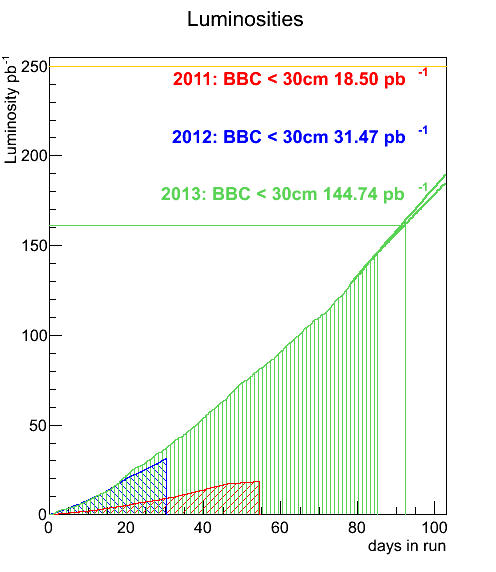 Luminosities
Luminosity pb-1
250
200
150
100
50
0
2011: BBC < 30cm 18.50 pb -1
2012: BBC < 30cm 31.47 pb -1
2013: BBC < 30cm 144.74 pb -1
0 20 40 60 80 100
days in run